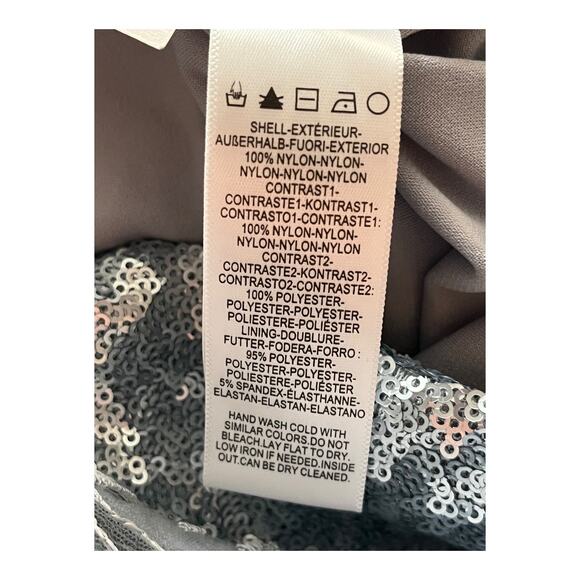 SHELL-EXTÉRIEUR-
AUßERHALB-FUORI-EXTERIOR
100% NYLON-NYLON-
NYLON-NYLON-NYLON
CONTRAST1-
CONTRASTE1-KONTRAST1-
CONTRASTO1-CONTRASTE1:
100% NYLON-NYLON-
NYLON-NYLON-NYLON
CONTRAST2-
CONTRASTE2-KONTRAST2-
CONTRASTO2-CONTRASTE2:
100% POLYESTER-
POLYESTER-POLYESTER-
POLIESTERE-POLIÉSTER
LINING-DOUBLURE-
FUTTER-FODERA-FORRO :
95% POLYESTER-
POLYESTER-POLYESTER-
POLIESTERE-POLIÉSTER
5% SPANDEX-ÉLASTHANNE-
ELASTAN-ELASTAN-ELASTANO
HAND WASH COLD WITH
SIMILAR COLORS.DO NOT
BLEACH.LAY FLAT TO DRY.
LOW IRON IF NEEDED.INSIDE
OUT.CAN BE DRY CLEANED.